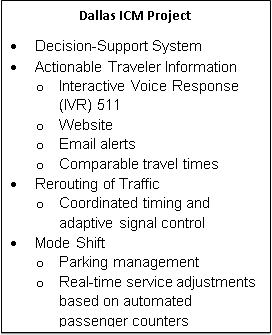 Dallas ICM Project
• Decision-Support System
• Actionable Traveler Information
o Interactive Voice Response
(IVR) 511
o Website
o Email alerts
o Comparable travel times
• Rerouting of Traffic
o Coordinated timing and
adaptive signal control
• Mode Shift
o Parking management
o Real-time service adjustments
based on automated
passenger counters